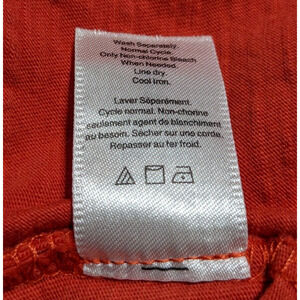 Wash Separately.
Normal Cycle.
Only Non-chlorine Bleach
When Needed.
Line dry.
Cool Iron.
Laver Séparément.
Cycle normal. Non-chorine
seulement agent de blanchiment
au besoin. Sécher sur une corde.
Repasser au fer froid.